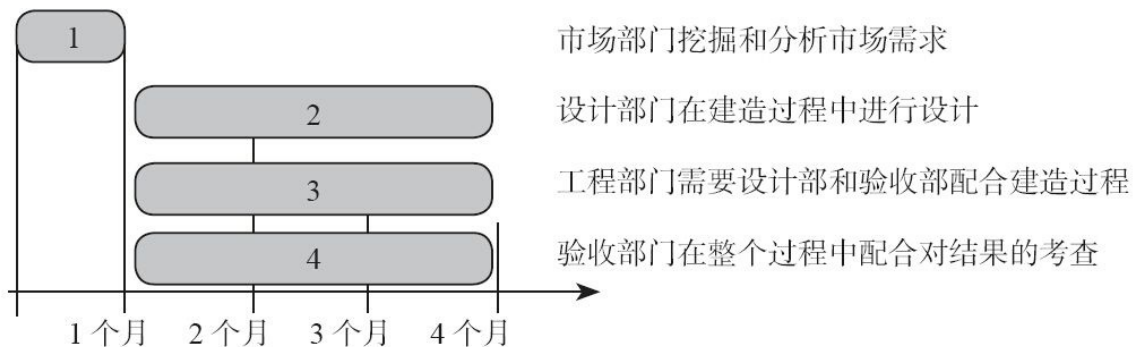 1 市场部门挖掘和分析市场需求
2 设计部门在建造过程中进行设计
3 工程部门需要设计部和验收部配合建造过程
4 验收部门在整个过程中配合对结果的考查
1个月 2个月 3个月 4个月